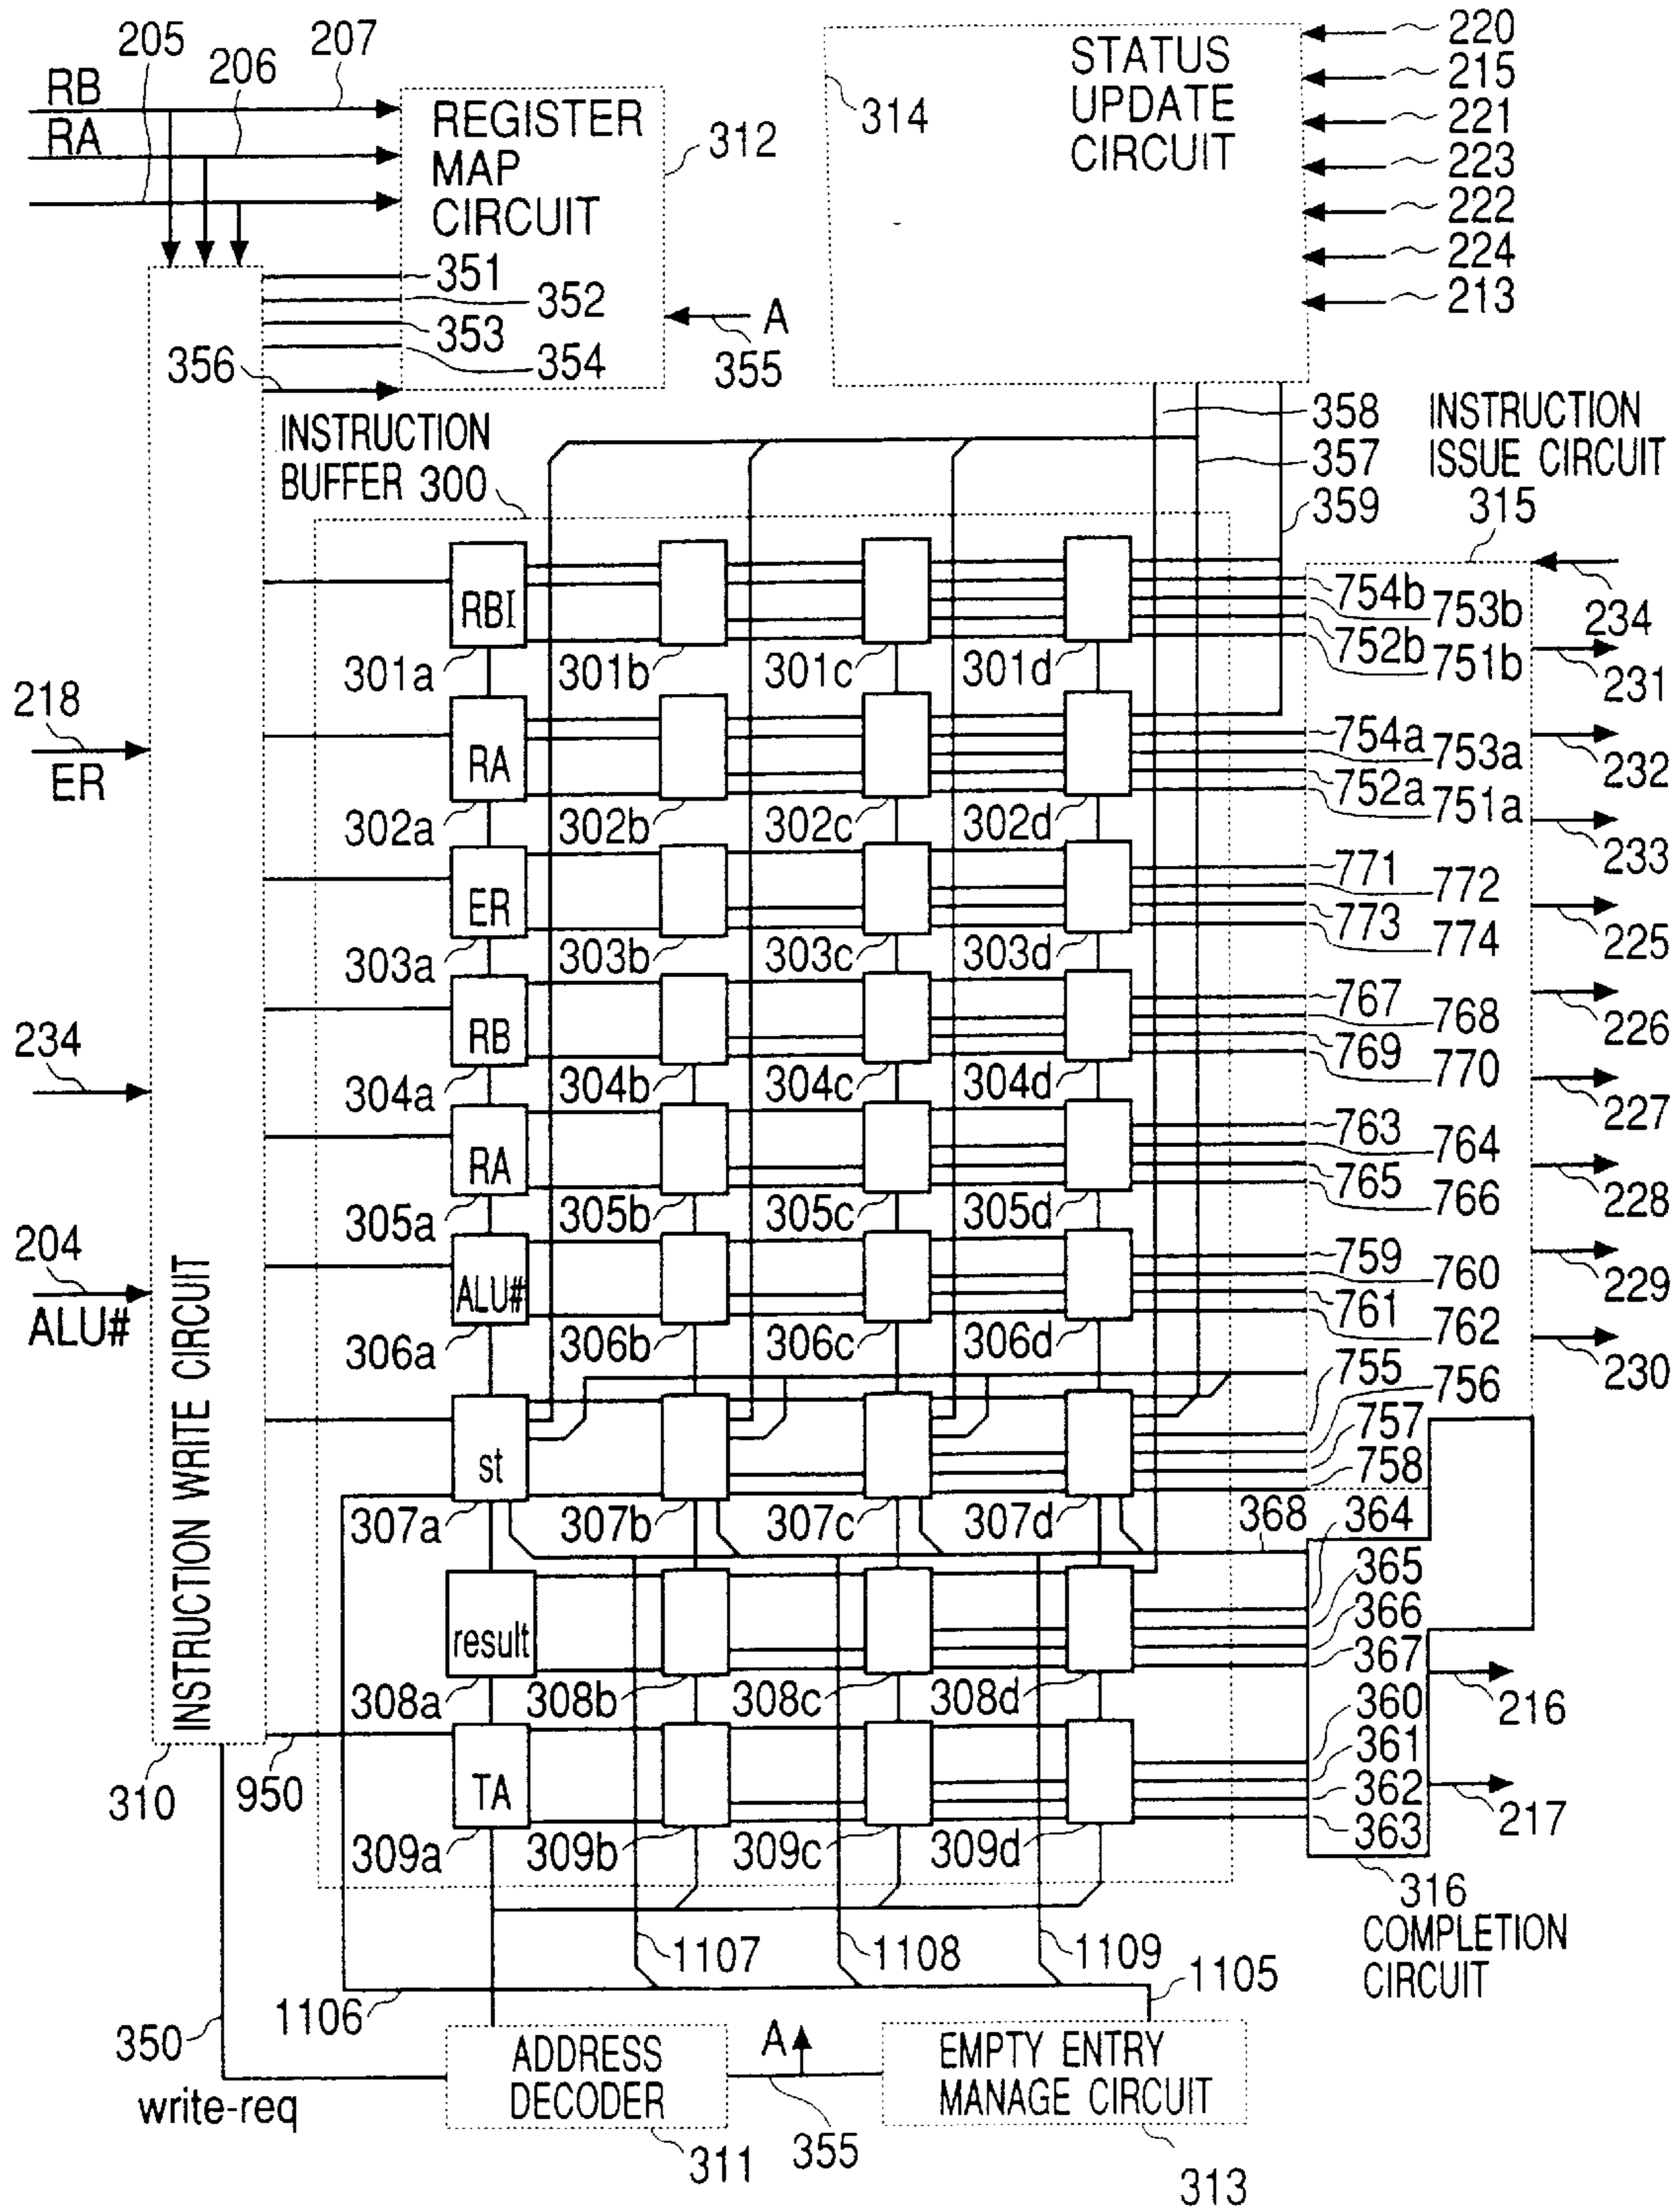 205
206
207
RB
RA
REGISTER
MAP
CIRCUIT
312
314
STATUS
UPDATE
CIRCUIT
220
215
221
223
222
224
213
351
352
353
354
356
A
355
INSTRUCTION
BUFFER 300
358
357
359
INSTRUCTION
ISSUE CIRCUIT
315
RBI
301a
301b
301c
301d
754b
753b
752b
751b
234
231
218
ER
RA
302a
302b
302c
302d
754a
753a
752a
751a
232
233
ER
303a
303b
303c
303d
771
772
773
774
225
234
RB
304a
304b
304c
304d
767
768
769
770
226
227
RA
305a
305b
305c
305d
763
764
765
766
228
204
ALU#
ALU#
306a
306b
306c
306d
759
760
761
762
229
230
INSTRUCTION WRITE CIRCUIT
st
307a
307b
307c
307d
755
756
757
758
368
364
365
366
367
result
308a
308b
308c
308d
216
360
361
362
363
217
310
950
TA
309a
309b
309c
309d
316
COMPLETION
CIRCUIT
1107
1108
1109
1105
1106
350
write-req
ADDRESS
DECODER
311
A
355
EMPTY ENTRY
MANAGE CIRCUIT
313